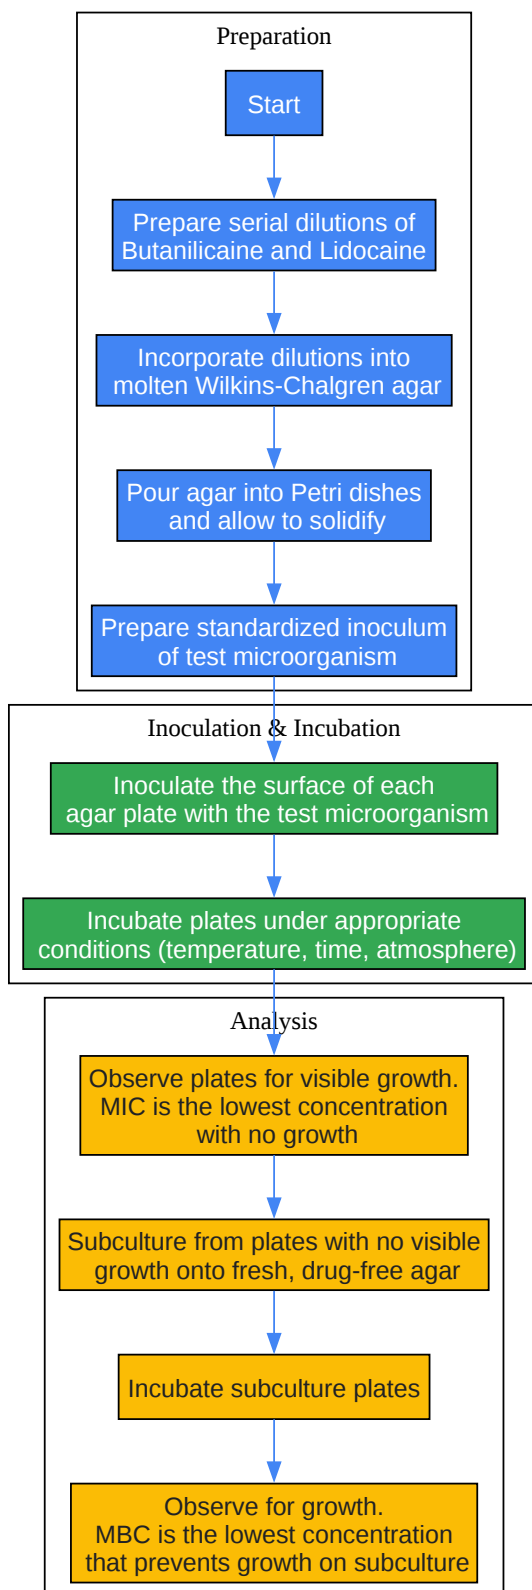 Preparation
Start
Prepare serial dilutions of
Butanilicaine and Lidocaine
Incorporate dilutions into
molten Wilkins-Chalgren agar
Pour agar into Petri dishes
and allow to solidify
Prepare standardized inoculum
of test microorganism
Inoculation & Incubation
Inoculate the surface of each
agar plate with the test microorganism
Incubate plates under appropriate
conditions (temperature, time, atmosphere)
Analysis
Observe plates for visible growth.
MIC is the lowest concentration
with no growth
Subculture from plates with no visible
growth onto fresh, drug-free agar
Incubate subculture plates
Observe for growth.
MBC is the lowest concentration
that prevents growth on subculture